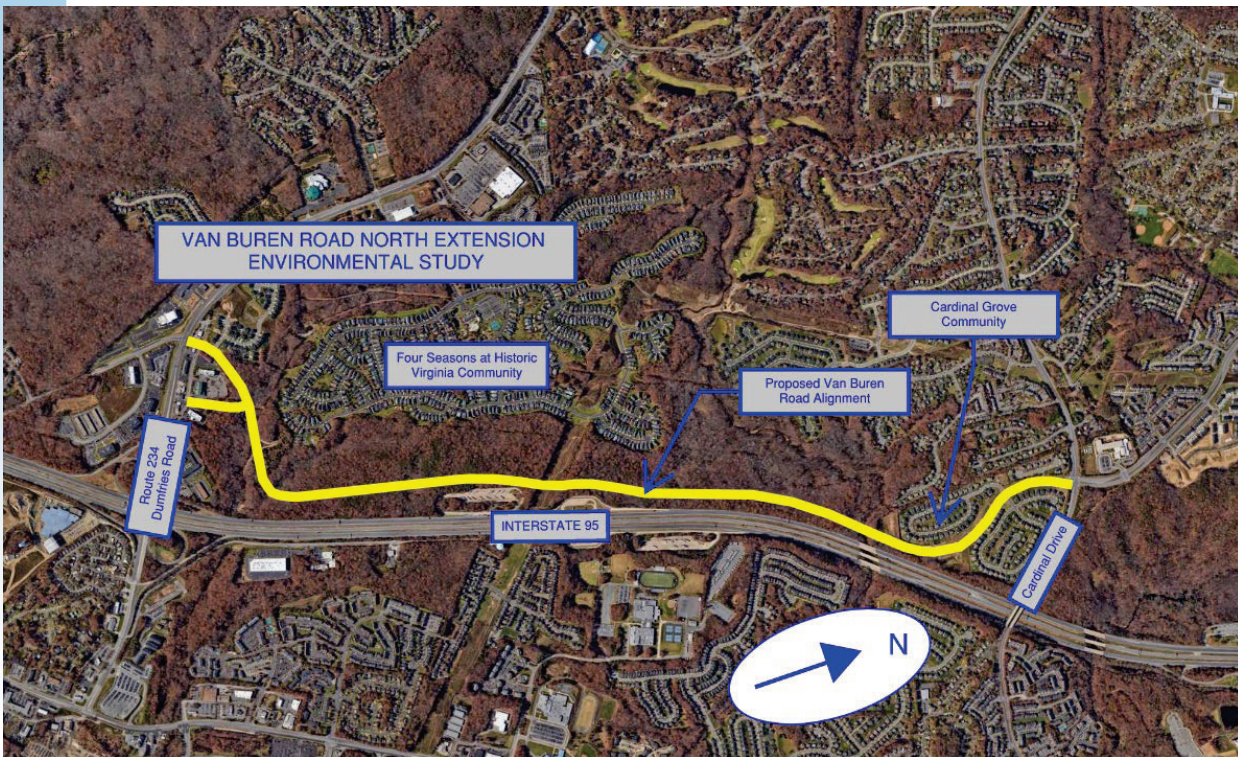 VAN BUREN ROAD NORTH EXTENSION
ENVIRONMENTAL STUDY
Cardinal Grove
Community
Four Seasons at Historic
Virginia Community
Proposed Van Buren
Road Alignment
Route 234
Dumfries Road
INTERSTATE 95
Cardinal Drive
N